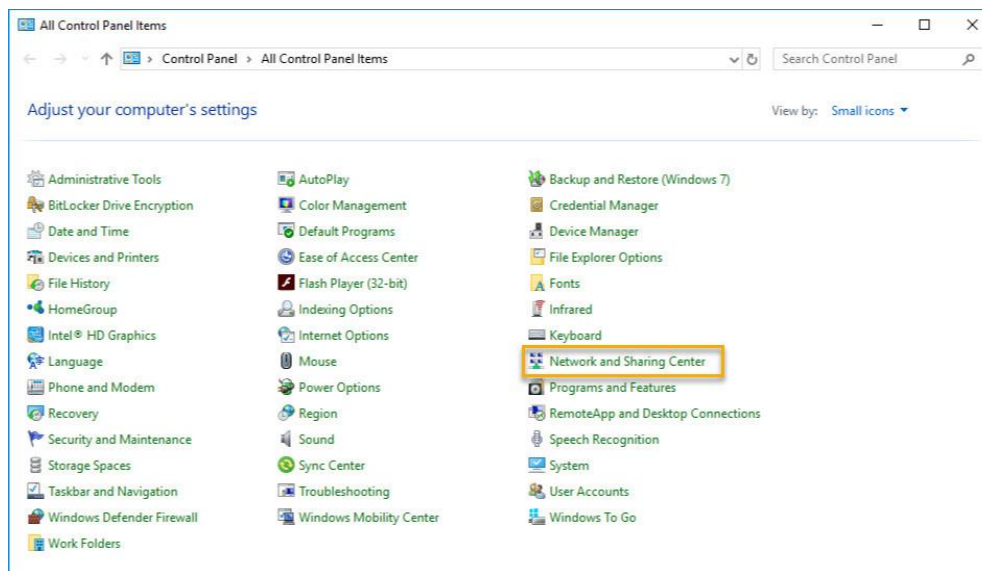 All Control Panel Items
Control Panel > All Control Panel Items
Search Control Panel
Adjust your computer's settings
View by: Small icons
Administrative Tools AutoPlay Backup and Restore (Windows 7)
BitLocker Drive Encryption Color Management Credential Manager
Date and Time Default Programs Device Manager
Devices and Printers Ease of Access Center File Explorer Options
File History Flash Player (32-bit) Fonts
HomeGroup Indexing Options Infrared
Intel® HD Graphics Internet Options Keyboard
Language Mouse Network and Sharing Center
Phone and Modem Power Options Programs and Features
Recovery Region RemoteApp and Desktop Connections
Security and Maintenance Sound Speech Recognition
Storage Spaces Sync Center System
Taskbar and Navigation Troubleshooting User Accounts
Windows Defender Firewall Windows Mobility Center Windows To Go
Work Folders